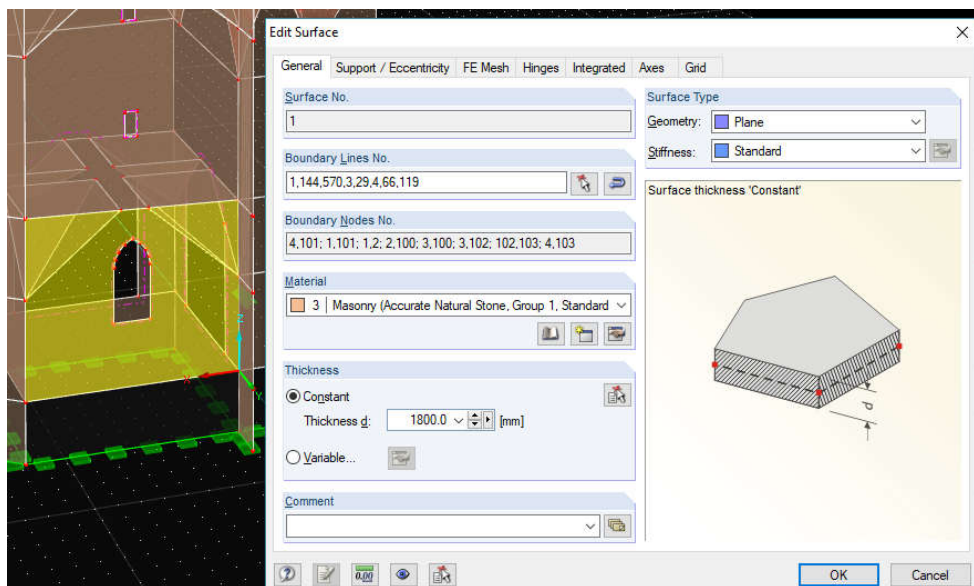 Edit Surface
General Support / Eccentricity FE Mesh Hinges Integrated Axes Grid
Surface No.
1
Boundary Lines No.
1,144,570,3,29,4,66,119
Boundary Nodes No.
4,101; 1,101; 1,2; 2,100; 3,100; 3,102; 102,103; 4,103
Material
3 Masonry (Accurate Natural Stone, Group 1, Standard
Thickness
Constant
Thickness d: 1800.0 [mm]
Variable...
Comment
Surface Type
Geometry: Plane
Stiffness: Standard
Surface thickness 'Constant'
d
X
Y
Z
0.00
OK Cancel